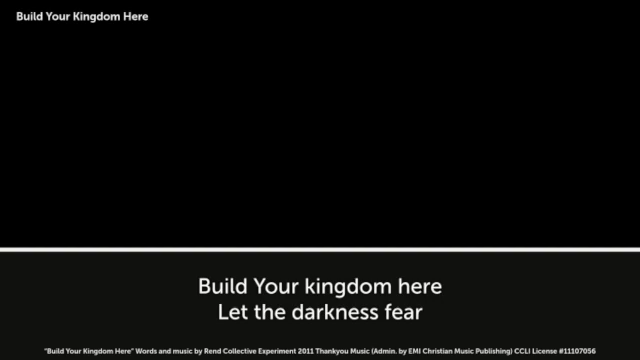 Build Your Kingdom Here
Build Your kingdom here
Let the darkness fear
"Build Your Kingdom Here" Words and music by Rend Collective Experiment 2011 Thankyou Music (Admin. by EMI Christian Music Publishing) CCLI License #11107056